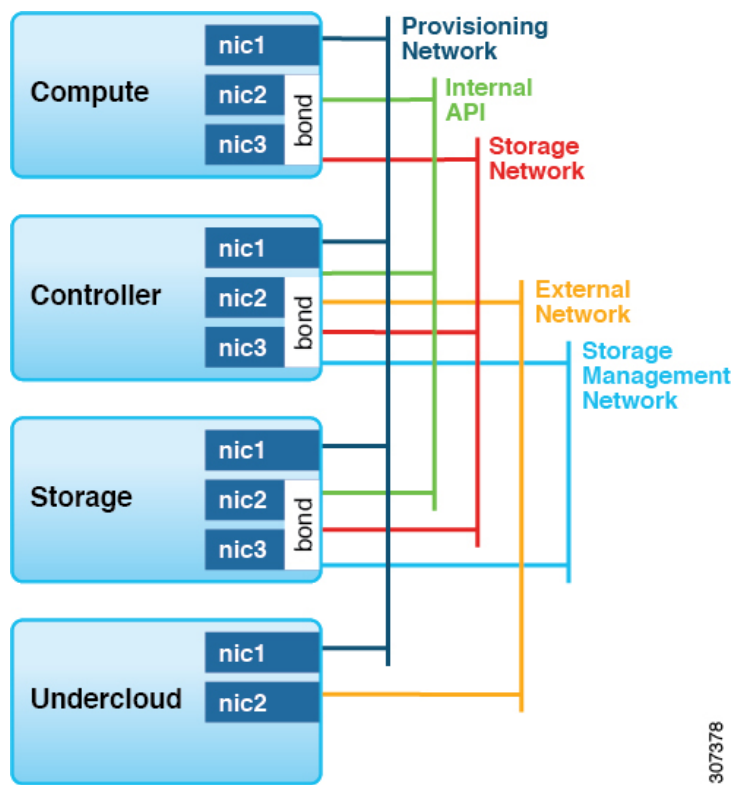 Compute
nic1
nic2
nic3
bond
Provisioning
Network
Internal
API
Storage
Network
Controller
nic1
nic2
nic3
bond
External
Network
Storage
Management
Network
Storage
nic1
nic2
nic3
bond
Undercloud
nic1
nic2
307378